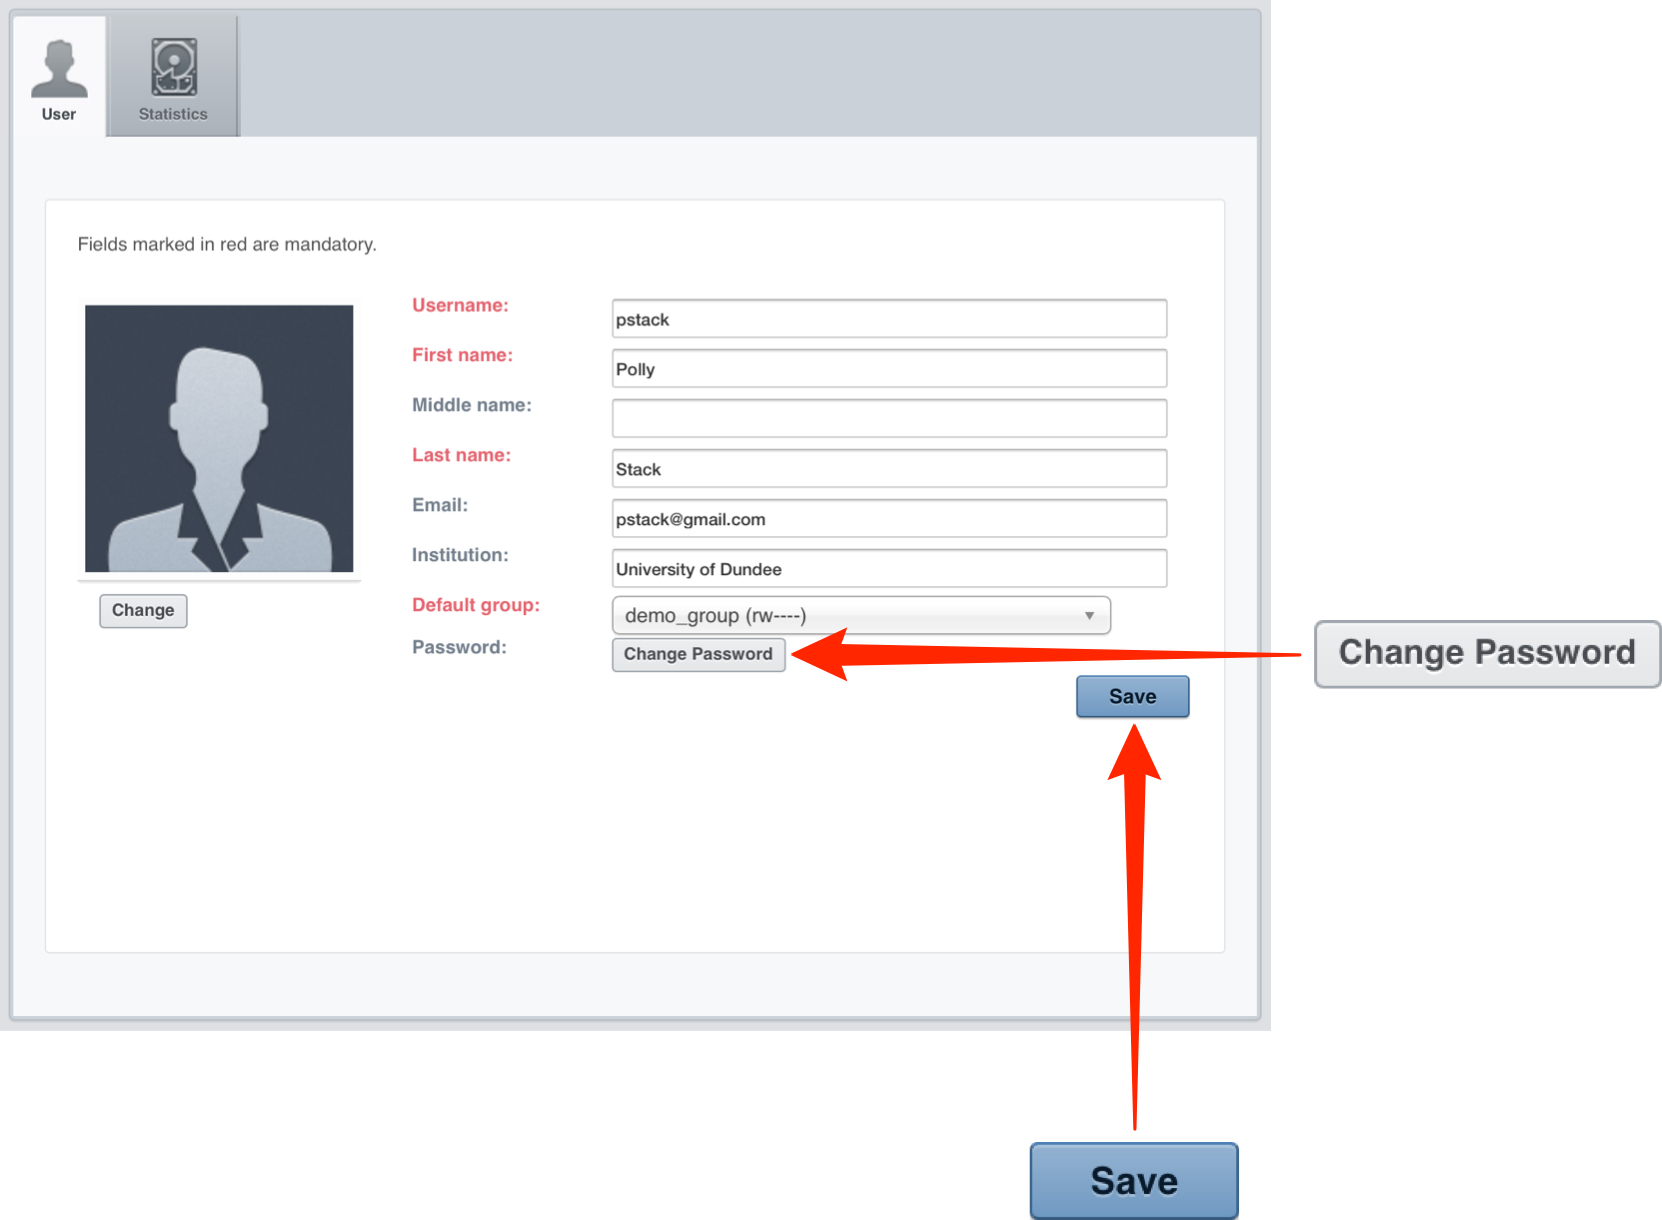 User
Statistics
Fields marked in red are mandatory.
Username:
pstack
First name:
Polly
Middle name:
Last name:
Stack
Email:
pstack@gmail.com
Institution:
University of Dundee
Change
Default group:
demo_group (rw----)
Password:
Change Password
Change Password
Save
Save